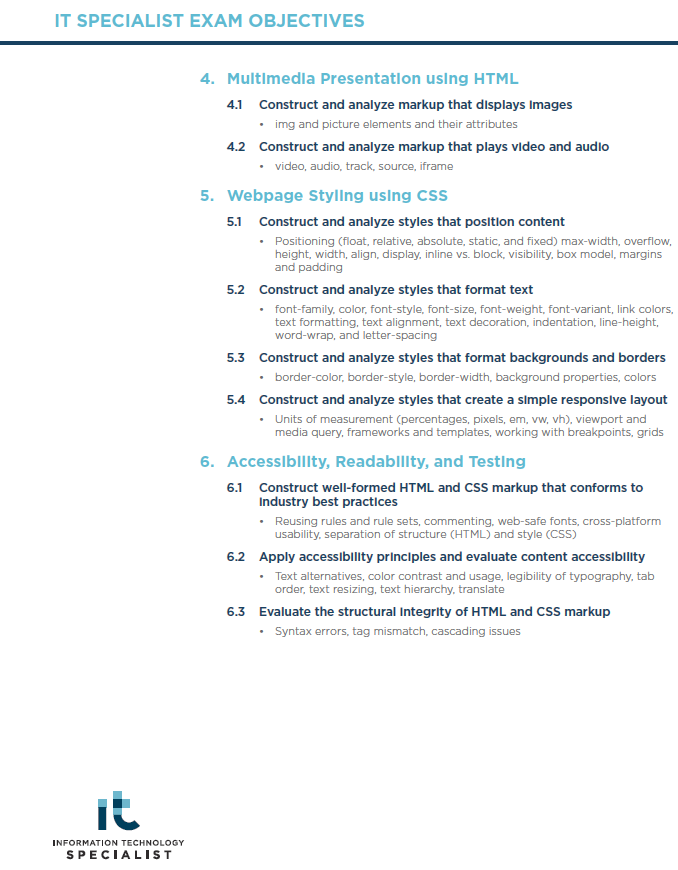 IT SPECIALIST EXAM OBJECTIVES
4. Multimedia Presentation using HTML
4.1 Construct and analyze markup that displays images
• img and picture elements and their attributes
4.2 Construct and analyze markup that plays video and audio
• video, audio, track, source, iframe
5. Webpage Styling using CSS
5.1 Construct and analyze styles that position content
• Positioning (float, relative, absolute, static, and fixed) max-width, overflow,
height, width, align, display, inline vs. block, visibility, box model, margins
and padding
5.2 Construct and analyze styles that format text
• font-family, color, font-style, font-size, font-weight, font-variant, link colors,
text formatting, text alignment, text decoration, indentation, line-height,
word-wrap, and letter-spacing
5.3 Construct and analyze styles that format backgrounds and borders
• border-color, border-style, border-width, background properties, colors
5.4 Construct and analyze styles that create a simple responsive layout
• Units of measurement (percentages, pixels, em, vw, vh), viewport and
media query, frameworks and templates, working with breakpoints, grids
6. Accessibility, Readability, and Testing
6.1 Construct well-formed HTML and CSS markup that conforms to
industry best practices
• Reusing rules and rule sets, commenting, web-safe fonts, cross-platform
usability, separation of structure (HTML) and style (CSS)
6.2 Apply accessibility principles and evaluate content accessibility
• Text alternatives, color contrast and usage, legibility of typography, tab
order, text resizing, text hierarchy, translate
6.3 Evaluate the structural integrity of HTML and CSS markup
• Syntax errors, tag mismatch, cascading issues
it
INFORMATION TECHNOLOGY
SPECIALIST